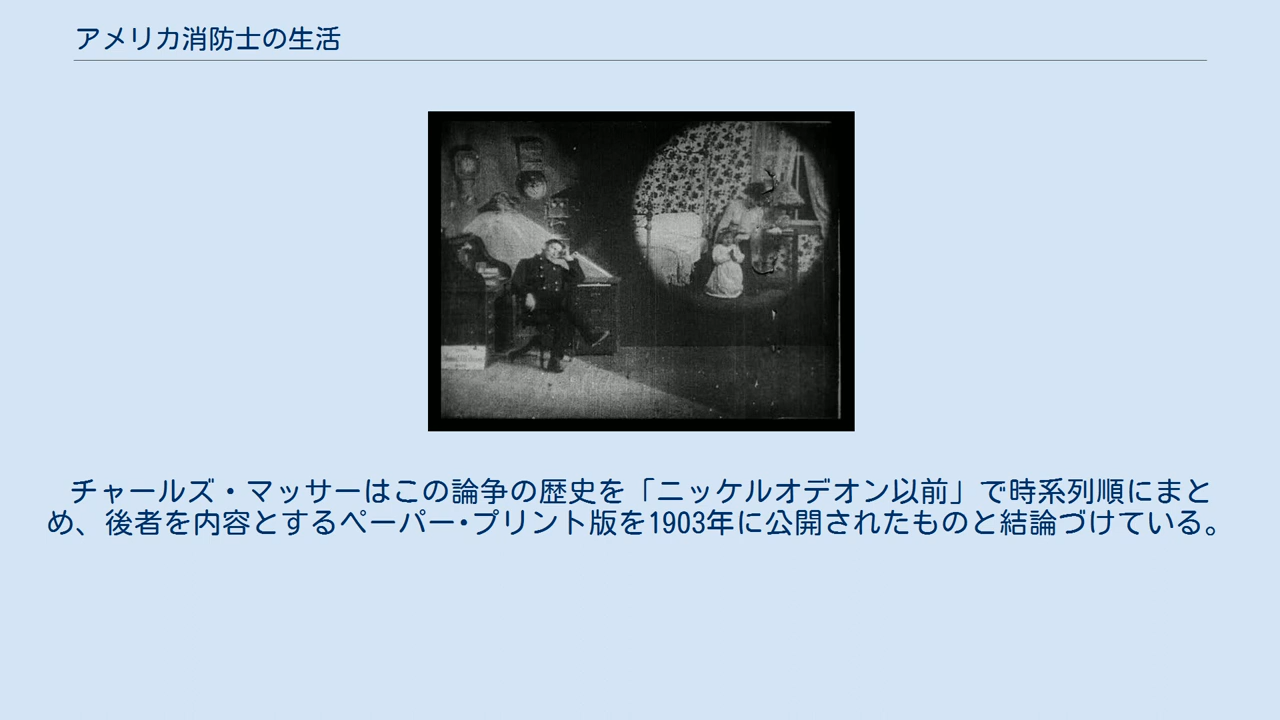 アメリカ消防士の生活
チャールズ・マッサーはこの論争の歴史を「ニッケルオデオン以前」で時系列順にまと
め、後者を内容とするペーパー・プリント版を1903年に公開されたものと結論づけている。